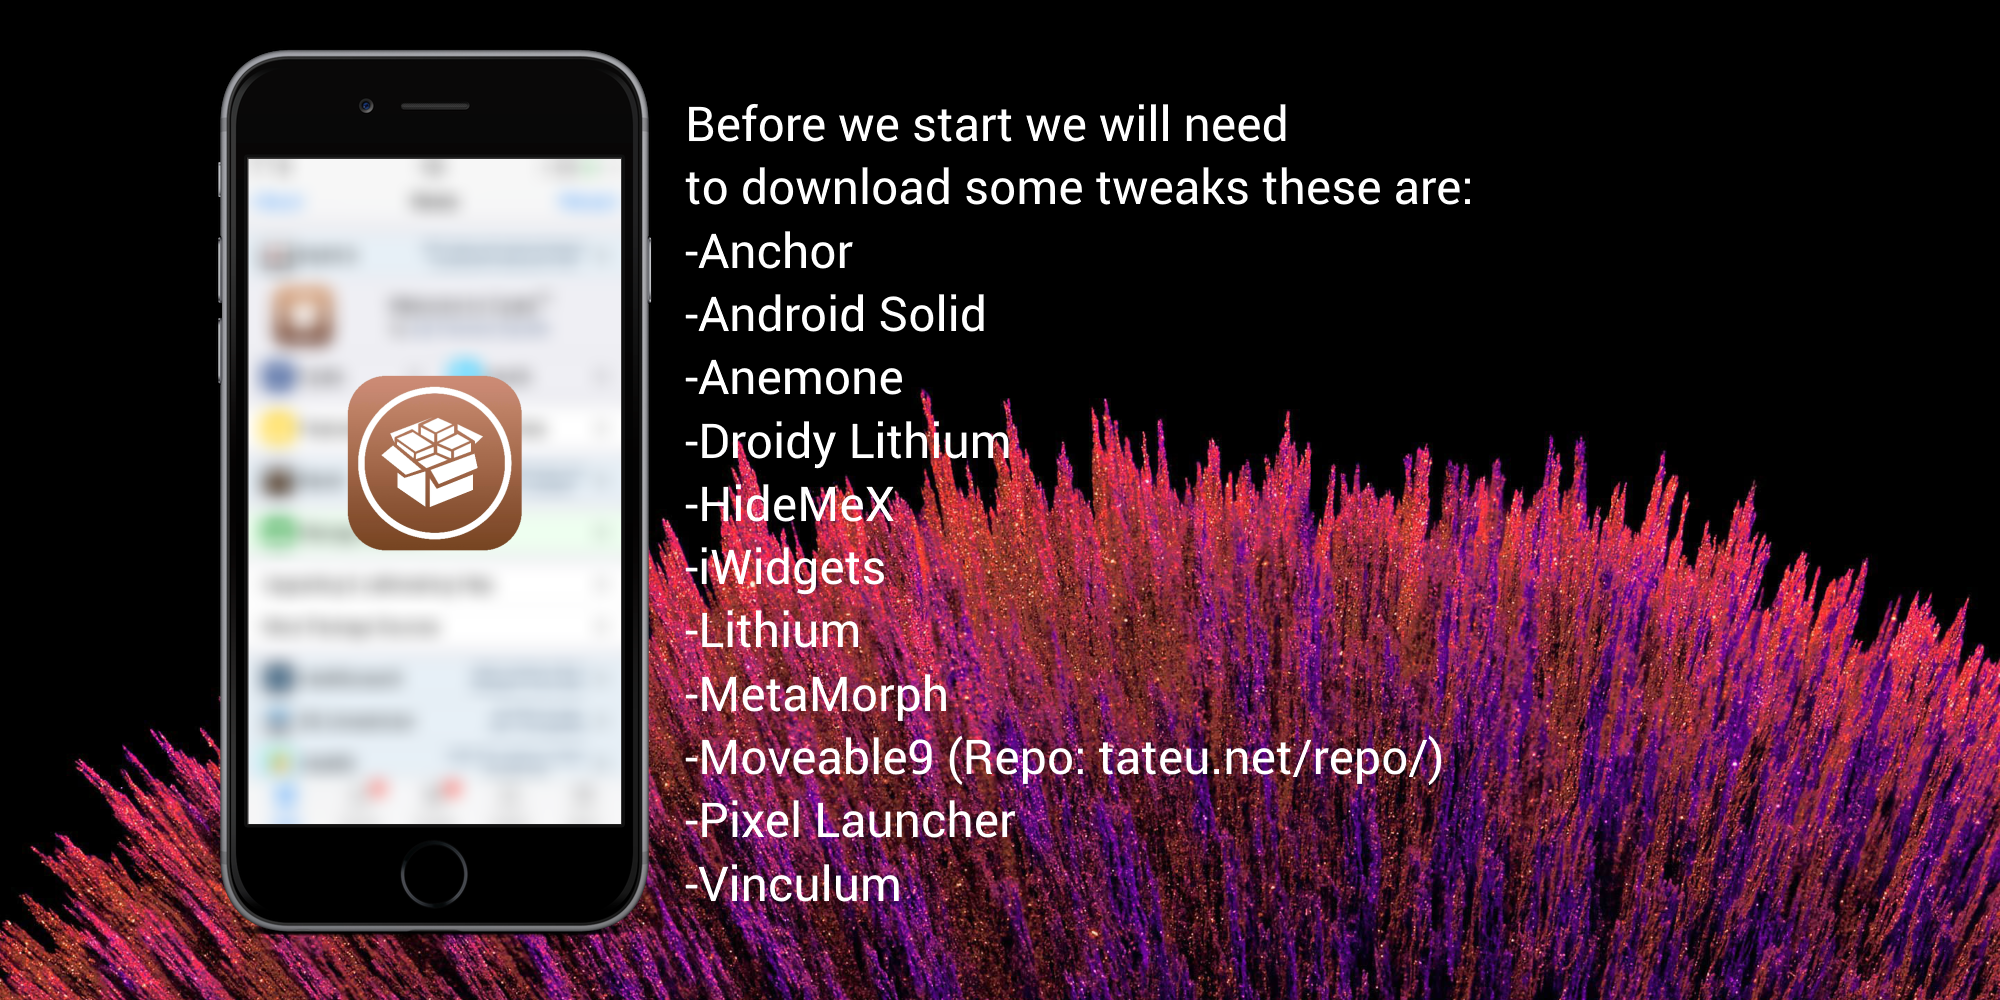 Before we start we will need
to download some tweaks these are:
-Anchor
-Android Solid
-Anemone
-Droidy Lithium
-HideMeX
-iWidgets
-Lithium
-MetaMorph
-Moveable9 (Repo: tateu.net/repo/)
-Pixel Launcher
-Vinculum